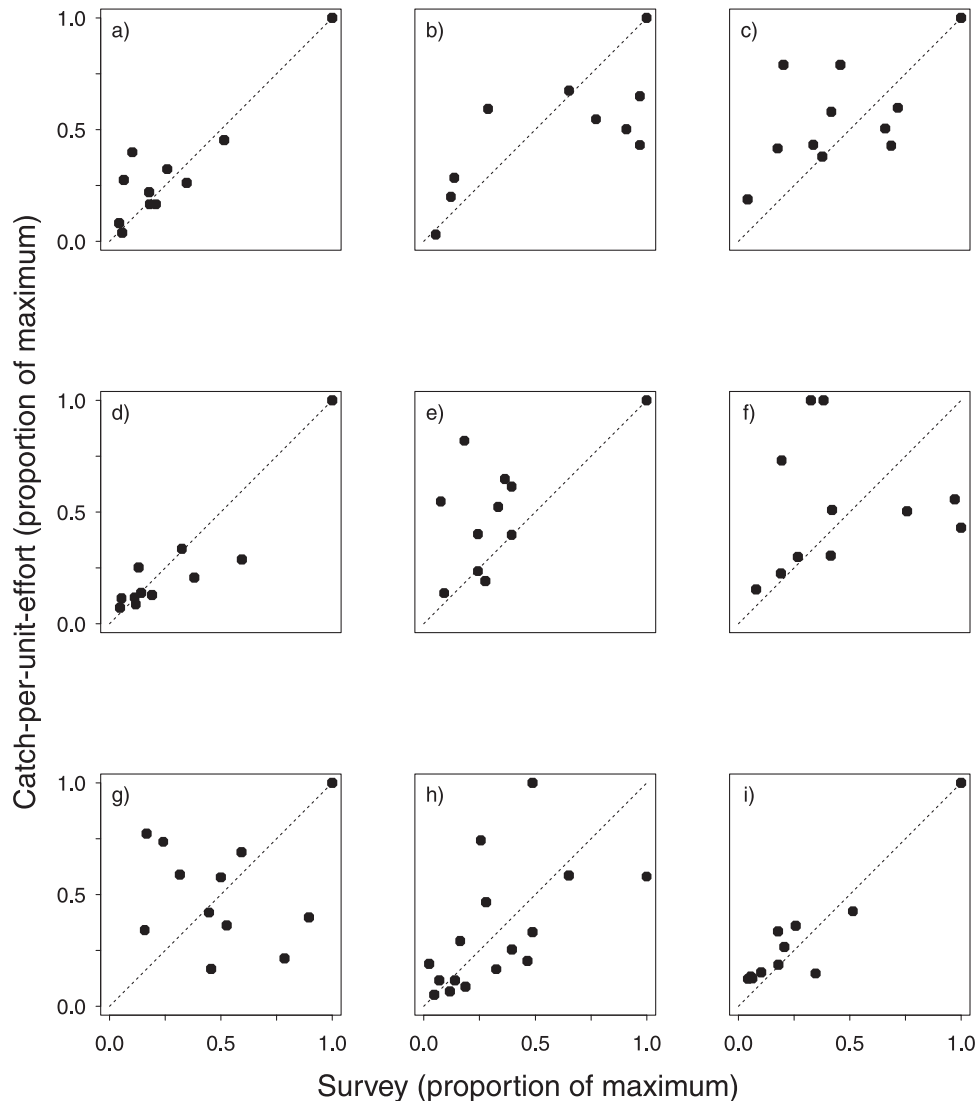 a)
b)
c)
1.0
0.5
0.0
d)
e)
f)
1.0
0.5
0.0
g)
h)
i)
1.0
0.5
0.0
0.0 0.5 1.0
0.0 0.5 1.0
0.0 0.5 1.0
Catch-per-unit-effort (proportion of maximum)
Survey (proportion of maximum)